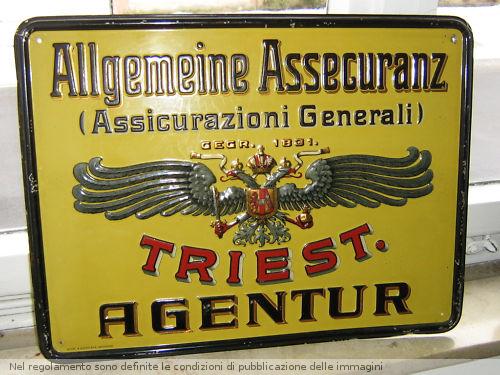 Allgemeine Assecuranz
(Assicurazioni Generali)
GEGR. 1831.
TRIEST.
AGENTUR
Nel regolamento sono definite le condizioni di pubblicazione delle immagini